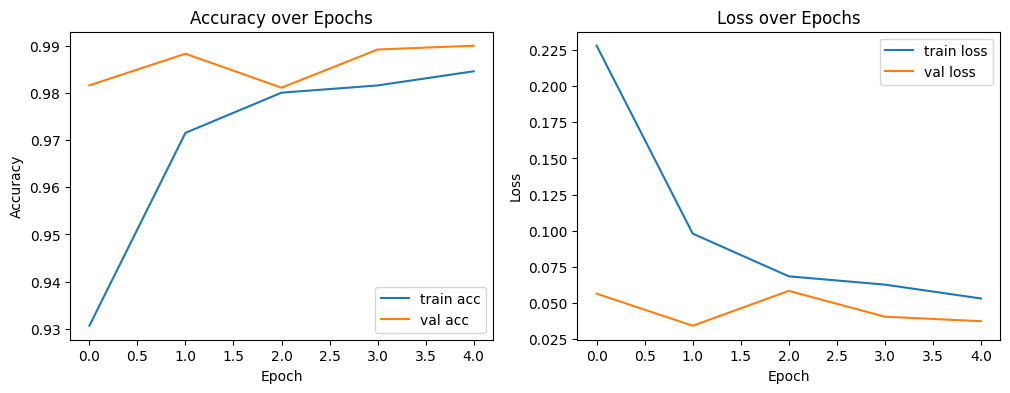 Accuracy over Epochs
Accuracy
0.99
0.98
0.97
0.96
0.95
0.94
0.93
train acc
val acc
0.0 0.5 1.0 1.5 2.0 2.5 3.0 3.5 4.0
Epoch
Loss over Epochs
Loss
0.225
0.200
0.175
0.150
0.125
0.100
0.075
0.050
0.025
train loss
val loss
0.0 0.5 1.0 1.5 2.0 2.5 3.0 3.5 4.0
Epoch